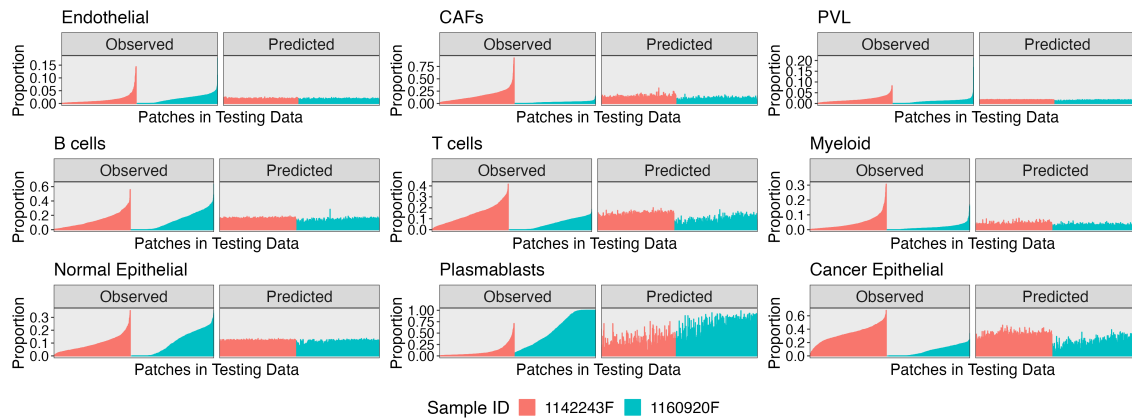 Endothelial
Observed
Predicted
Proportion
0.15
0.10
0.05
0.00
Patches in Testing Data
CAFs
Observed
Predicted
Proportion
0.75
0.50
0.25
0.00
Patches in Testing Data
PVL
Observed
Predicted
Proportion
0.20
0.15
0.10
0.05
0.00
Patches in Testing Data
B cells
Observed
Predicted
Proportion
0.6
0.4
0.2
0.0
Patches in Testing Data
T cells
Observed
Predicted
Proportion
0.4
0.3
0.2
0.1
0.0
Patches in Testing Data
Myeloid
Observed
Predicted
Proportion
0.3
0.2
0.1
0.0
Patches in Testing Data
Normal Epithelial
Observed
Predicted
Proportion
0.3
0.2
0.1
0.0
Patches in Testing Data
Plasmablasts
Observed
Predicted
Proportion
1.00
0.75
0.50
0.25
0.00
Patches in Testing Data
Cancer Epithelial
Observed
Predicted
Proportion
0.6
0.4
0.2
0.0
Patches in Testing Data
Sample ID 1142243F 1160920F